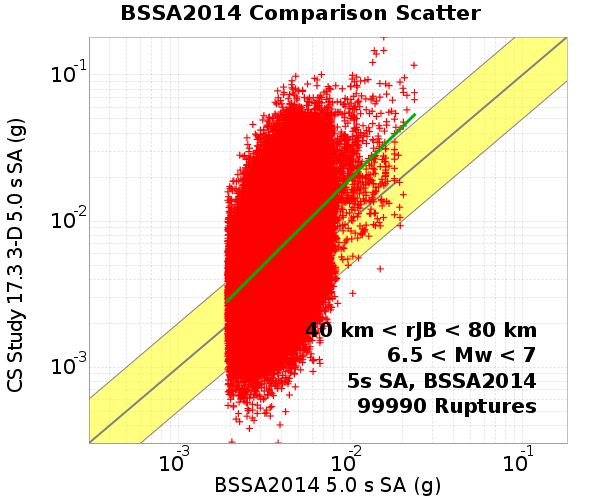 BSSA2014 Comparison Scatter
CS Study 17.3 3-D 5.0 s SA (g)
10-1
10-2
10-3
40 km < rJB < 80 km
6.5 < Mw < 7
5s SA, BSSA2014
99990 Ruptures
10-3 10-2 10-1
BSSA2014 5.0 s SA (g)